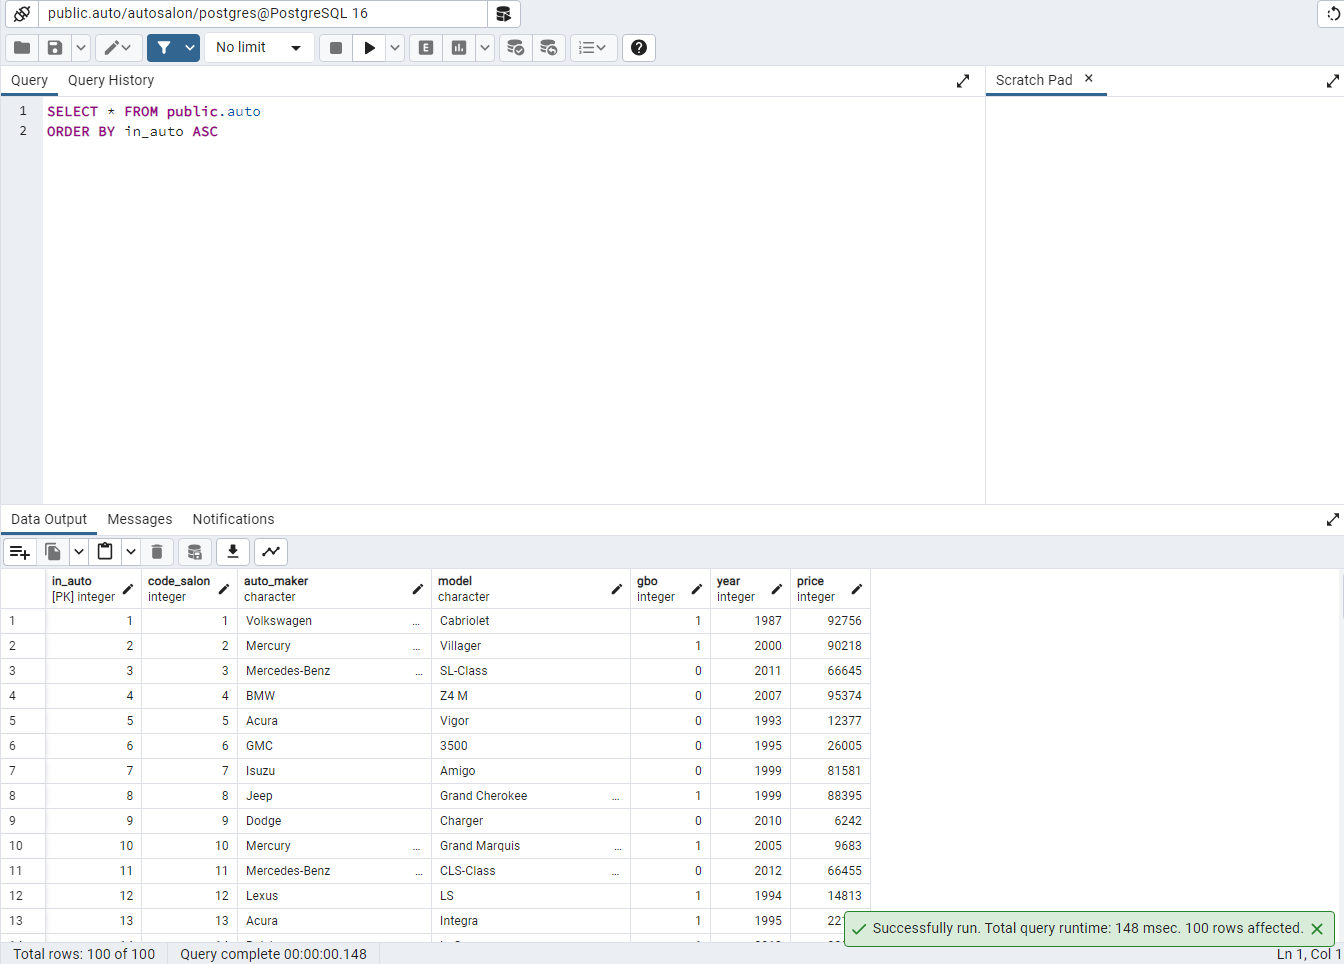 public.auto/autosalon/postgres@PostgreSQL 16
No limit
E
Query Query History
Scratch Pad
1 SELECT * FROM public.auto
2 ORDER BY in_auto ASC
Data Output Messages Notifications
in_auto code_salon auto_maker model gbo year price
[PK] integer integer character character integer integer integer
1 1 1 Volkswagen ... Cabriolet 1 1987 92756
2 2 2 Mercury ... Villager 1 2000 90218
3 3 3 Mercedes-Benz ... SL-Class 0 2011 66645
4 4 4 BMW Z4 M 0 2007 95374
5 5 5 Acura Vigor 0 1993 12377
6 6 6 GMC 3500 0 1995 26005
7 7 7 Isuzu Amigo 0 1999 81581
8 8 8 Jeep Grand Cherokee ... 1 1999 88395
9 9 9 Dodge Charger 0 2010 6242
10 10 10 Mercury ... Grand Marquis ... 1 2005 9683
11 11 11 Mercedes-Benz ... CLS-Class ... 0 2012 66455
12 12 12 Lexus LS 1 1994 14813
13 13 13 Acura Integra 1 1995
Successfully run. Total query runtime: 148 msec. 100 rows affected.
Total rows: 100 of 100 Query complete 00:00:00.148 Ln 1, Col 1